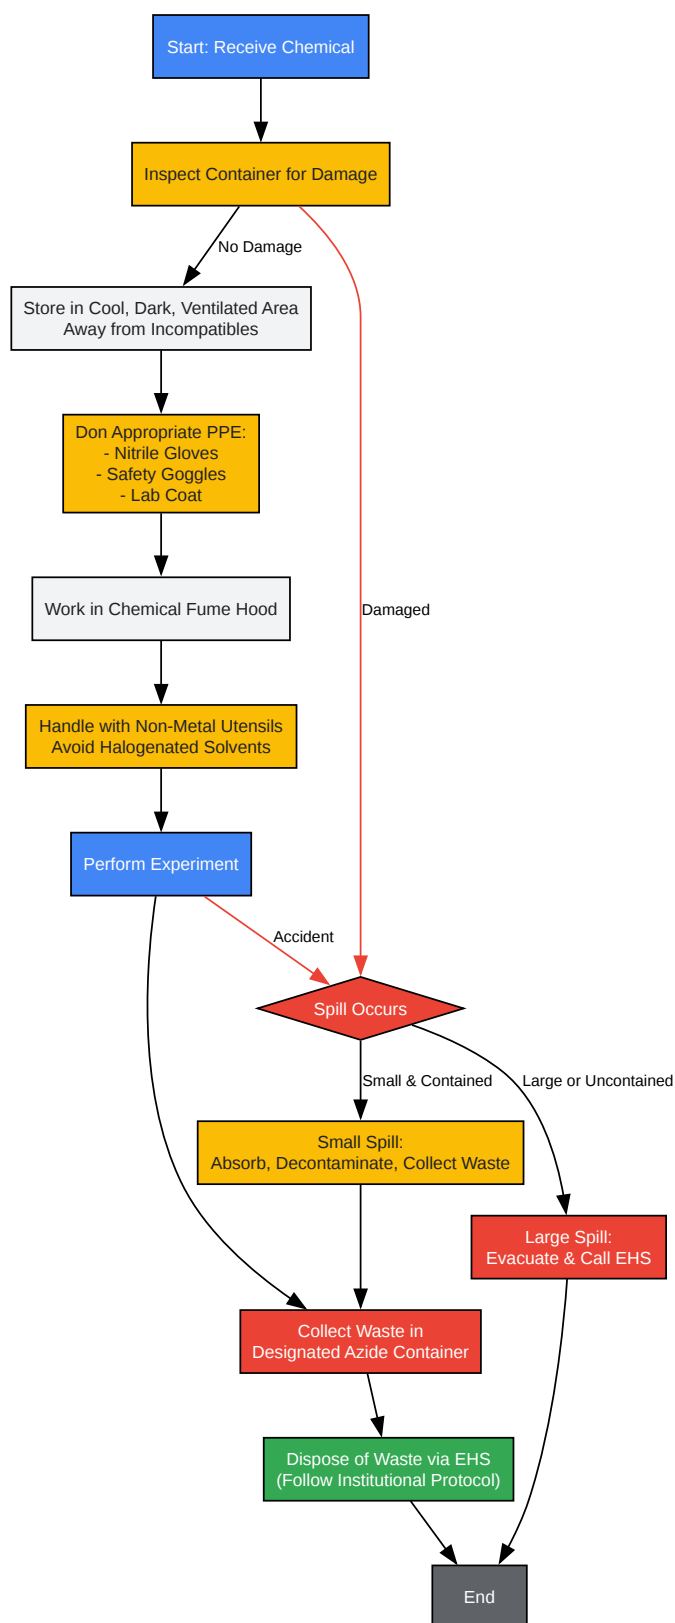 Start: Receive Chemical
Inspect Container for Damage
No Damage
Store in Cool, Dark, Ventilated Area
Away from Incompatibles
Don Appropriate PPE:
- Nitrile Gloves
- Safety Goggles
- Lab Coat
Work in Chemical Fume Hood
Damaged
Handle with Non-Metal Utensils
Avoid Halogenated Solvents
Perform Experiment
Accident
Spill Occurs
Small & Contained
Large or Uncontained
Small Spill:
Absorb, Decontaminate, Collect Waste
Large Spill:
Evacuate & Call EHS
Collect Waste in
Designated Azide Container
Dispose of Waste via EHS
(Follow Institutional Protocol)
End